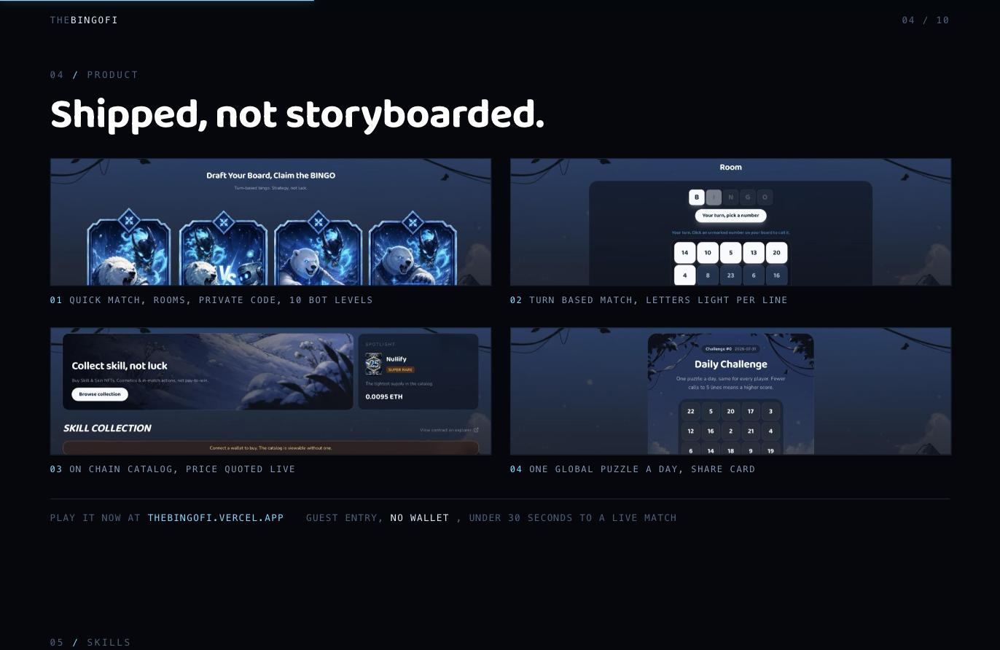 THEBINGOFI
04 / 10
04 / PRODUCT
Shipped, not storyboarded.
Draft Your Board, Claim the BINGO
Turn-based bingo. Strategy, not luck.
VS
01 QUICK MATCH, ROOMS, PRIVATE CODE, 10 BOT LEVELS
Room
B I N G O
Your turn, pick a number
Your turn. Click an unmarked number on your board to call it.
14 10 5 13 20
4 8 23 6 16
02 TURN BASED MATCH, LETTERS LIGHT PER LINE
Collect skill, not luck
Buy Skill & Skin NFTs. Cosmetics & in-match actions, not pay-to-win.
Browse collection
SPOTLIGHT
Nullify
SUPER RARE
The tightest supply in the catalog.
0.0095 ETH
SKILL COLLECTION
View contract on explorer
Connect a wallet to buy. The catalog is viewable without one.
03 ON CHAIN CATALOG, PRICE QUOTED LIVE
Challenge #0 2026-07-31
Daily Challenge
One puzzle a day, same for every player. Fewer
calls to 5 lines means a higher score.
22 5 20 17 3
12 16 2 21 4
6 14 18 9 19
04 ONE GLOBAL PUZZLE A DAY, SHARE CARD
PLAY IT NOW AT THEBINGOFI.VERCEL.APP GUEST ENTRY, NO WALLET , UNDER 30 SECONDS TO A LIVE MATCH
05 / SKILLS